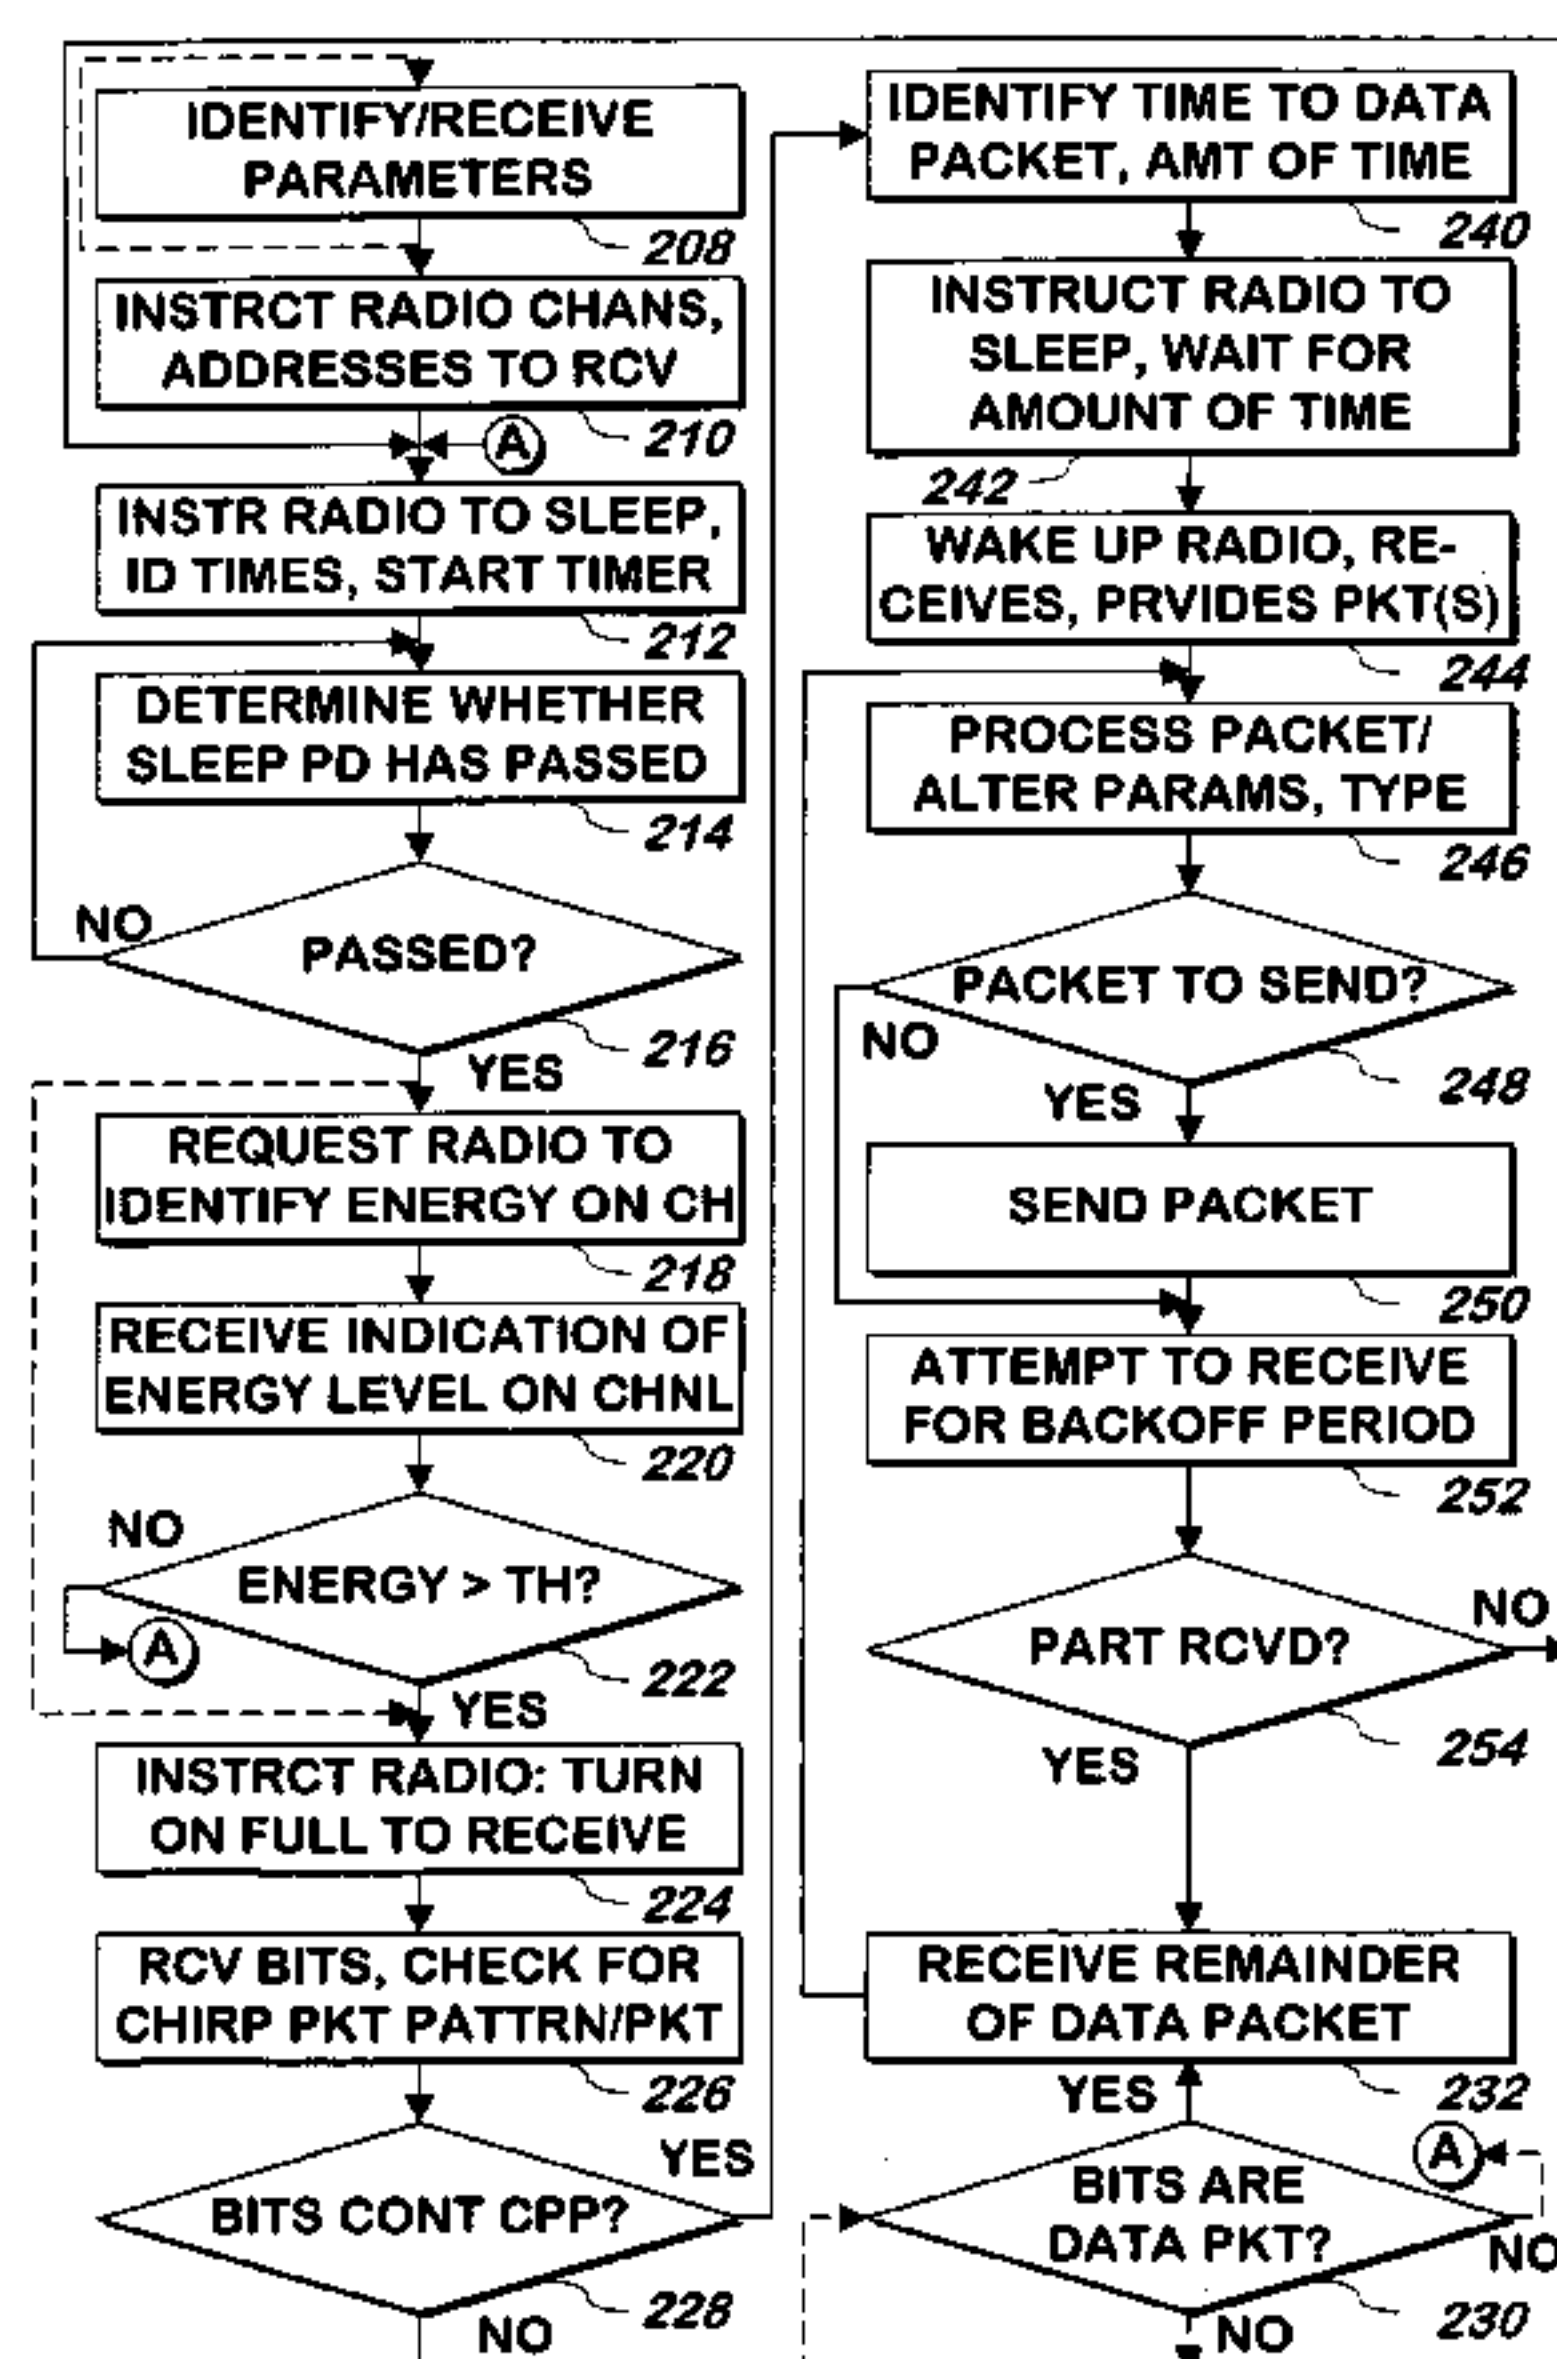 IDENTIFY/RECEIVE
PARAMETERS
208
INSTRCT RADIO CHANS,
ADDRESSES TO RCV
210
A
INSTR RADIO TO SLEEP,
ID TIMES, START TIMER
212
DETERMINE WHETHER
SLEEP PD HAS PASSED
214
NO
PASSED?
216
YES
REQUEST RADIO TO
IDENTIFY ENERGY ON CH
218
RECEIVE INDICATION OF
ENERGY LEVEL ON CHNL
220
NO
ENERGY > TH?
A
222
YES
INSTRCT RADIO: TURN
ON FULL TO RECEIVE
224
RCV BITS, CHECK FOR
CHIRP PKT PATTRN/PKT
226
YES
BITS CONT CPP?
228
NO
IDENTIFY TIME TO DATA
PACKET, AMT OF TIME
240
INSTRUCT RADIO TO
SLEEP, WAIT FOR
AMOUNT OF TIME
242
WAKE UP RADIO, RE-
CEIVES, PRVIDES PKT(S)
244
PROCESS PACKET/
ALTER PARAMS, TYPE
246
PACKET TO SEND?
NO
248
YES
SEND PACKET
250
ATTEMPT TO RECEIVE
FOR BACKOFF PERIOD
252
NO
PART RCVD?
254
YES
RECEIVE REMAINDER
OF DATA PACKET
232
YES
A
BITS ARE
DATA PKT?
NO
230
NO